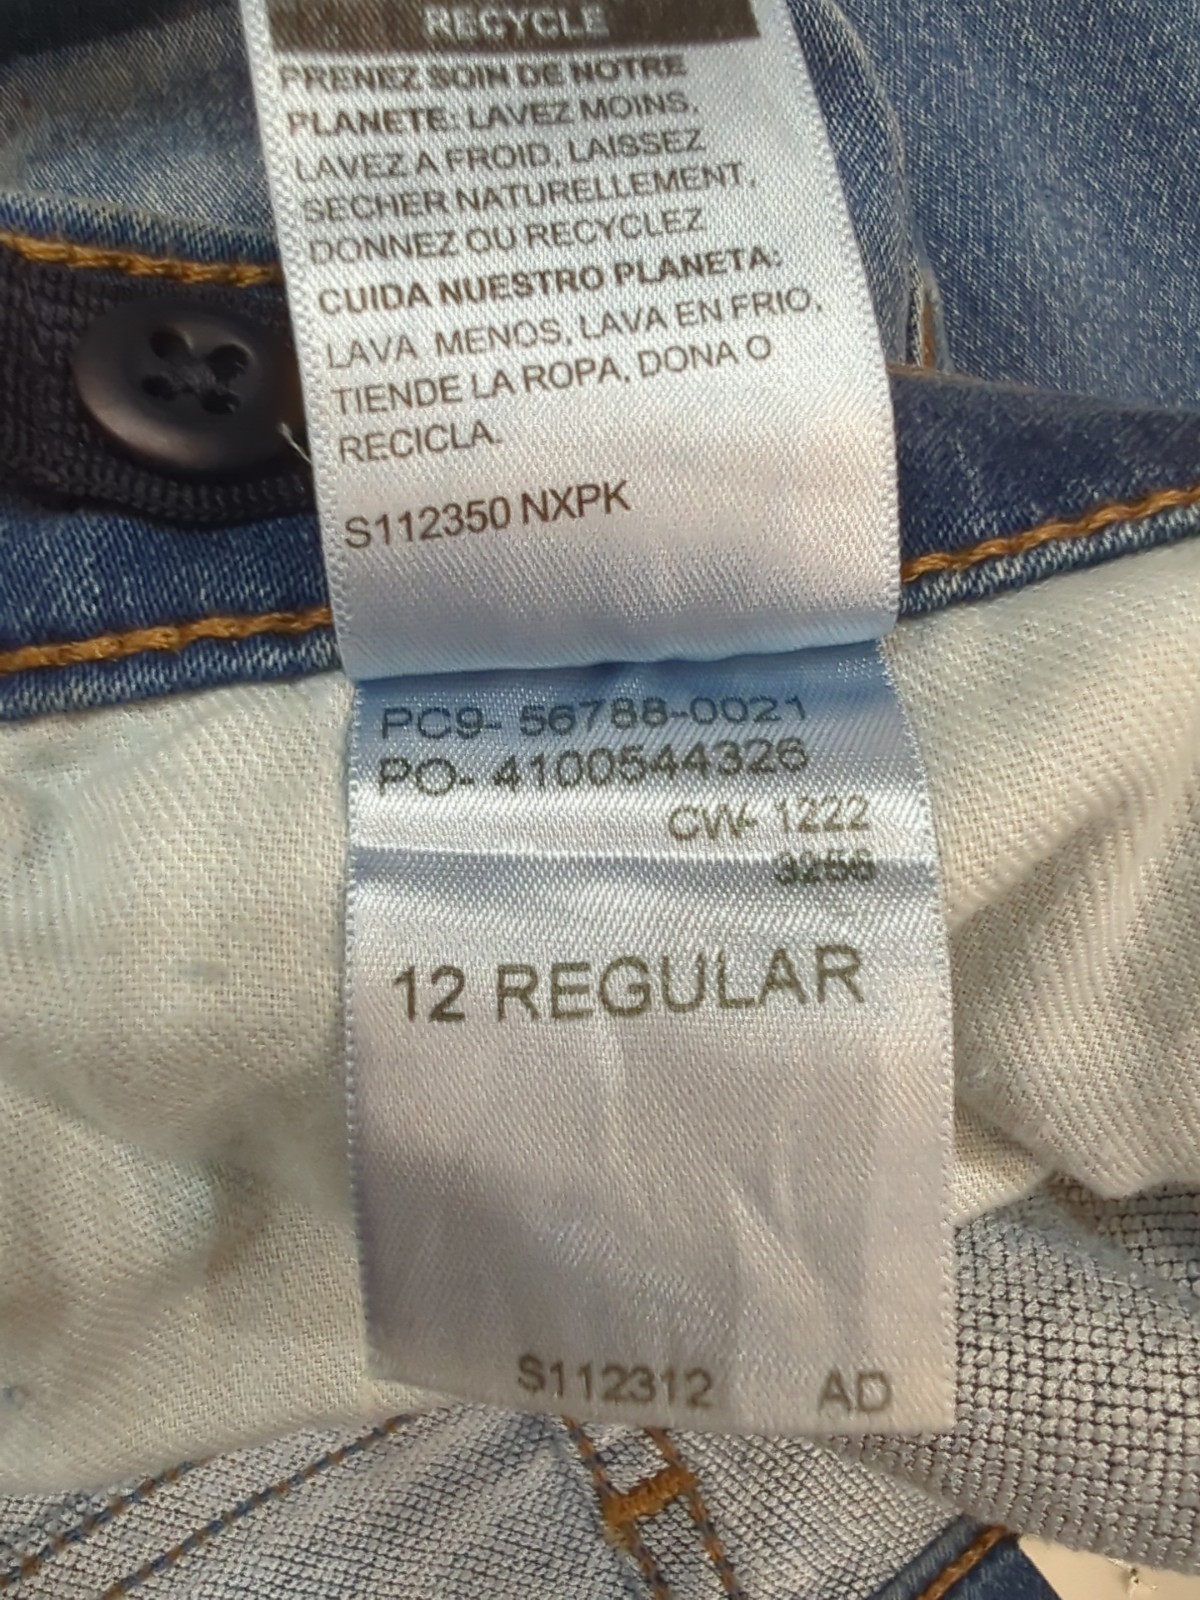 RECYCLE
PRENEZ SOIN DE NOTRE
PLANETE: LAVEZ MOINS,
LAVEZ A FROID, LAISSEZ
SECHER NATURELLEMENT,
DONNEZ OU RECYCLEZ
CUIDA NUESTRO PLANETA:
LAVA MENOS, LAVA EN FRIO,
TIENDE LA ROPA, DONA O
RECICLA.
S112350 NXPK
PC9- 56788-0021
PO- 4100544326
CW- 1222
3256
12 REGULAR
S112312 AD